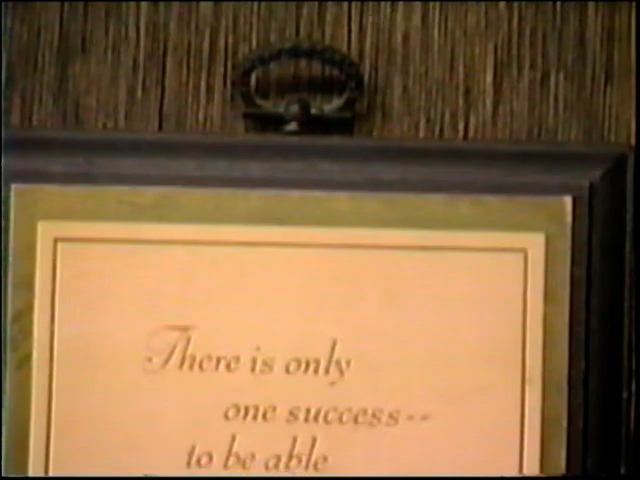 There is only
one success--
to be able